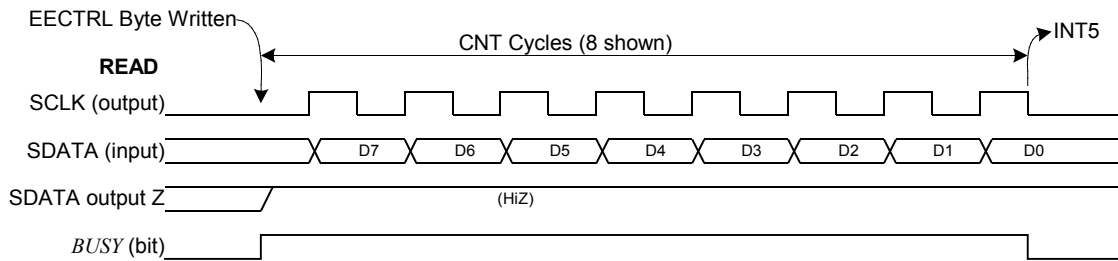 EECTRL Byte Written
INT5
CNT Cycles (8 shown)
READ
SCLK (output)
SDATA (input)
D7 D6 D5 D4 D3 D2 D1 D0
SDATA output Z
(HiZ)
BUSY (bit)